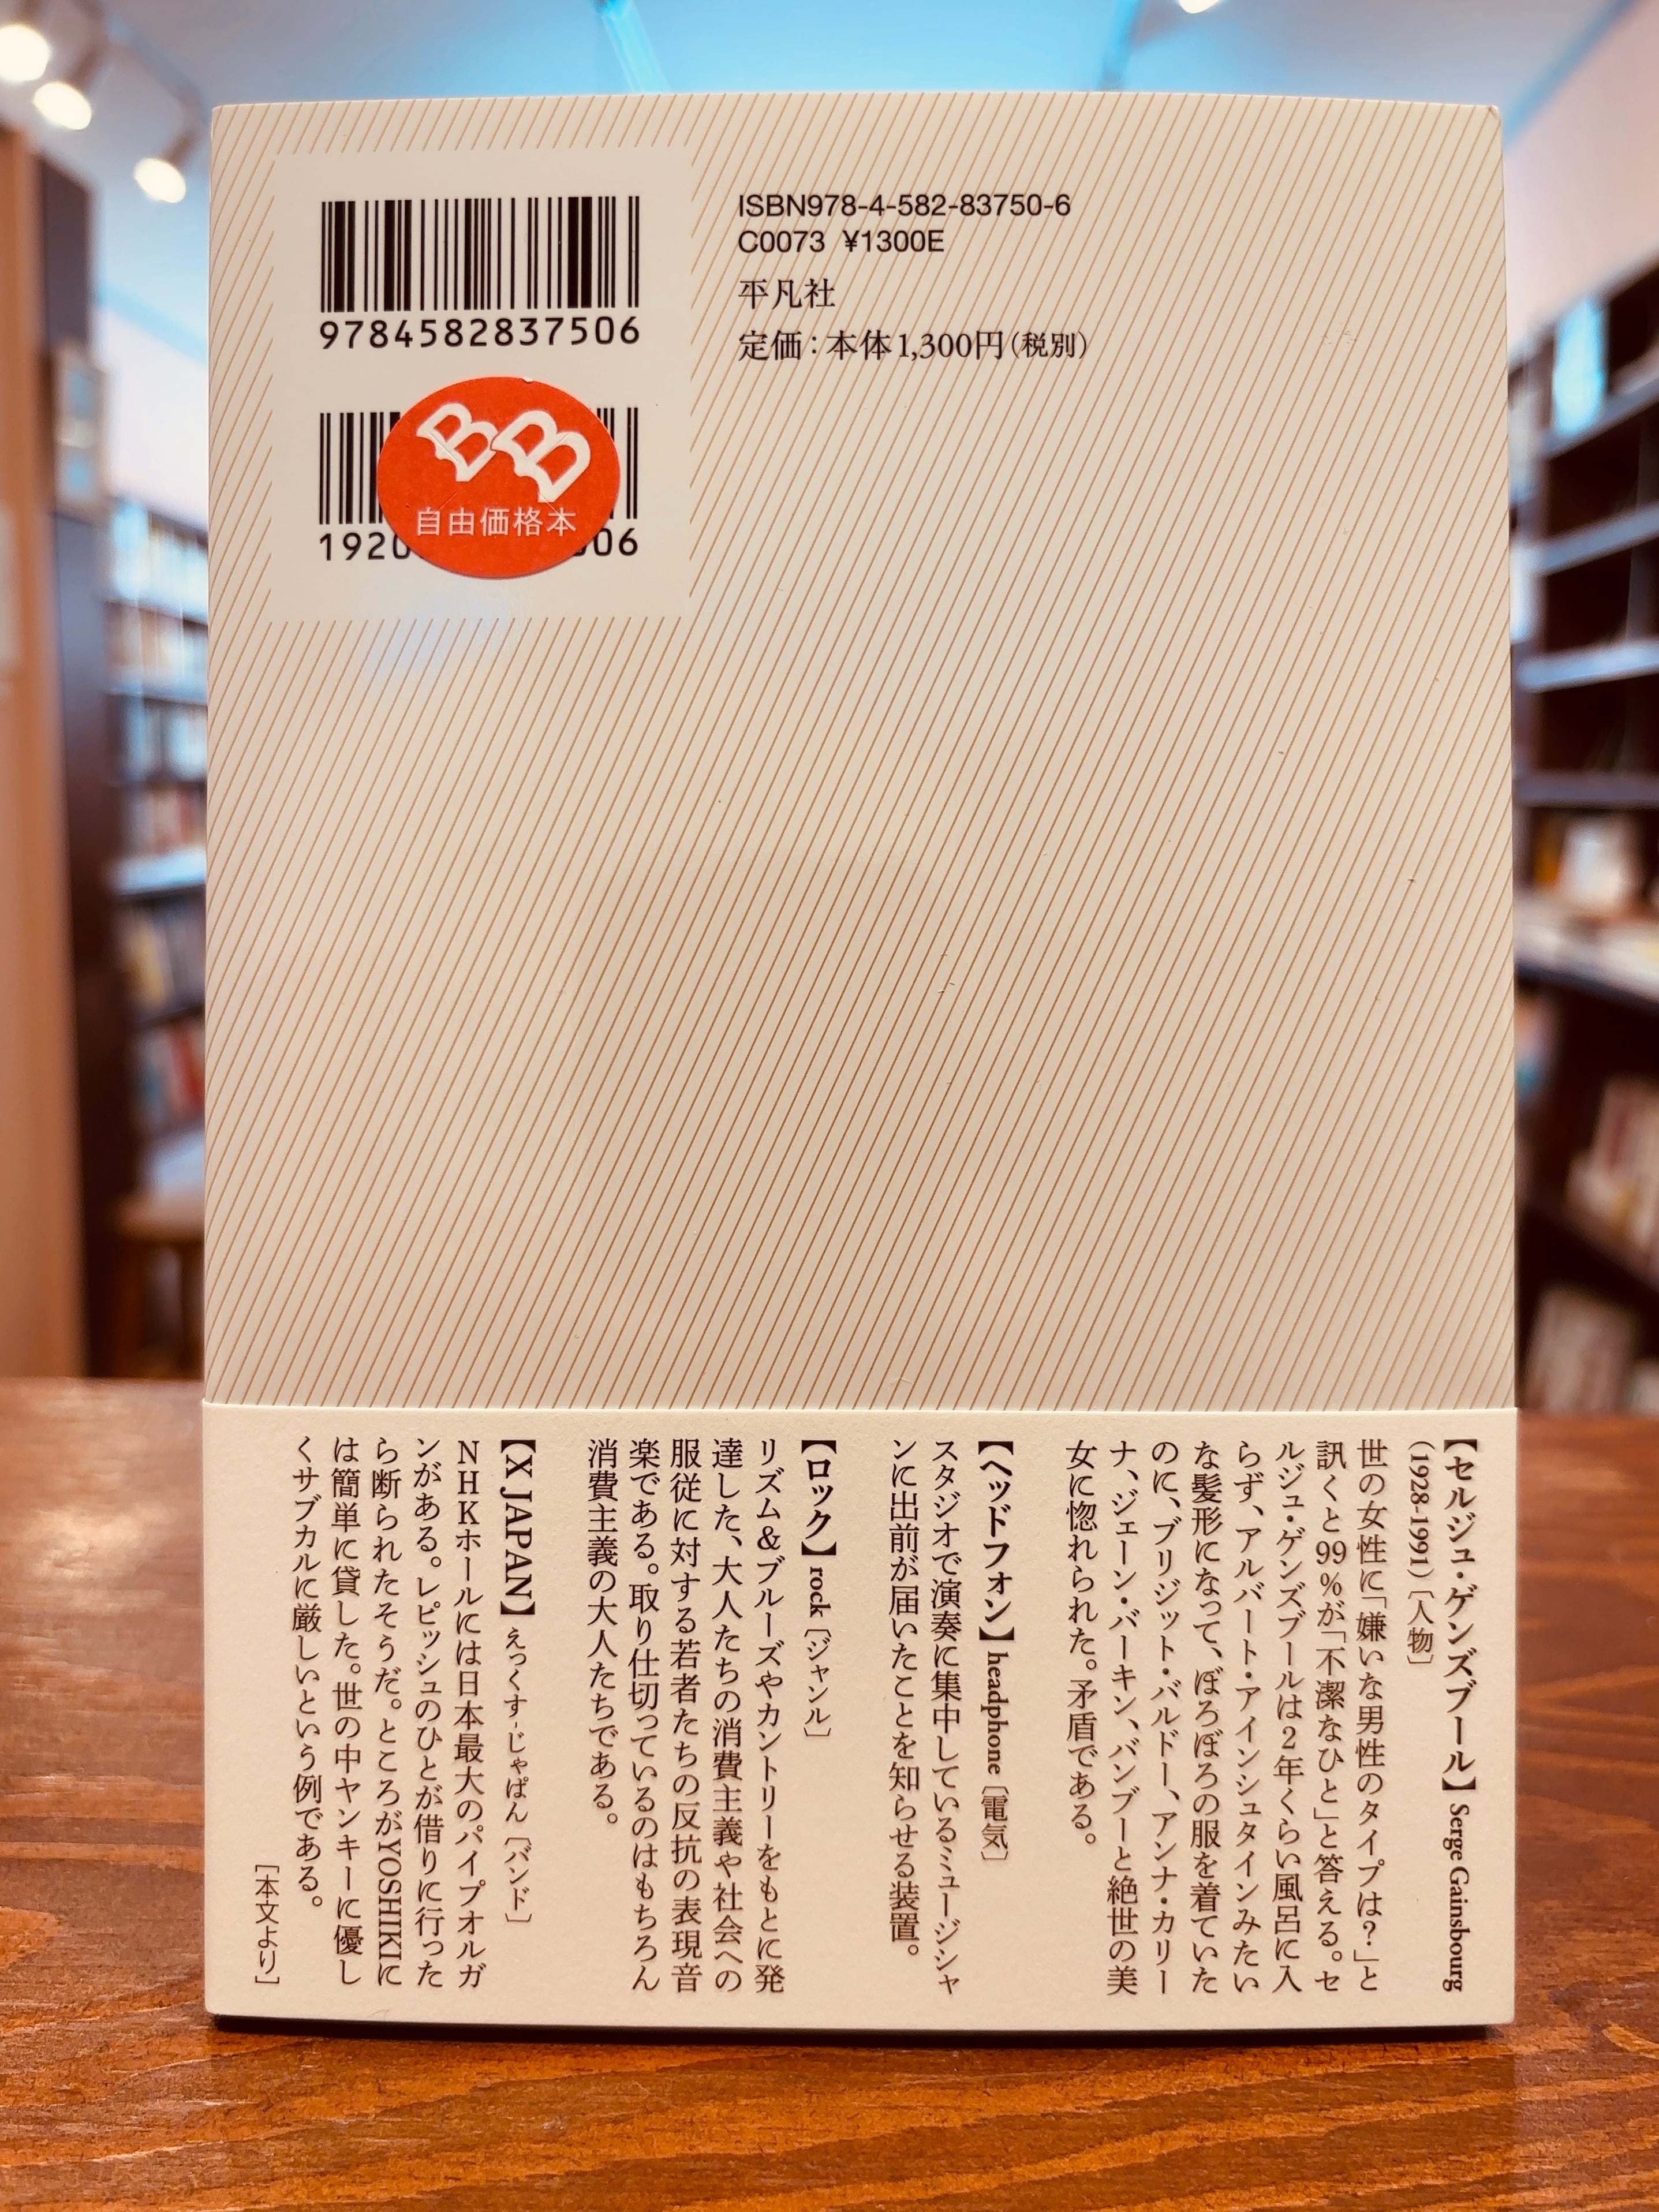 9784582837506
ISBN978-4-582-83750-6
C0073 ¥1300E
平凡社
定価：本体1,300円（税別）
BB
自由価格本
1920
006
【セルジュ・ゲンズブール】 Serge Gainsbourg
（1928-1991）〔人物〕
世の女性に「嫌いな男性のタイプは？」と
訊くと99％が「不潔なひと」と答える。セ
ルジュ・ゲンズブールは2年くらい風呂に入
らず、アルバート・アインシュタインみたい
な髪形になって、ぼろぼろの服を着ていた
のに、ブリジット・バルドー、アンナ・カリー
ナ、ジェーン・バーキン、バンブーと絶世の美
女に惚れられた。矛盾である。
【ヘッドフォン】 headphone〔電気〕
スタジオで演奏に集中しているミュージシャ
ンに出前が届いたことを知らせる装置。
【ロック】 rock〔ジャンル〕
リズム＆ブルーズやカントリーをもとに発
達した、大人たちの消費主義や社会への
服従に対する若者たちの反抗の表現音
楽である。取り仕切っているのはもちろん
消費主義の大人たちである。
【X JAPAN】 えっくす-じゃぱん〔バンド〕
NHKホールには日本最大のパイプオルガ
ンがある。レピッシュのひとが借りに行った
ら断られたそうだ。ところがYOSHIKIに
は簡単に貸した。世の中ヤンキーに優し
くサブカルに厳しいという例である。
［本文より］